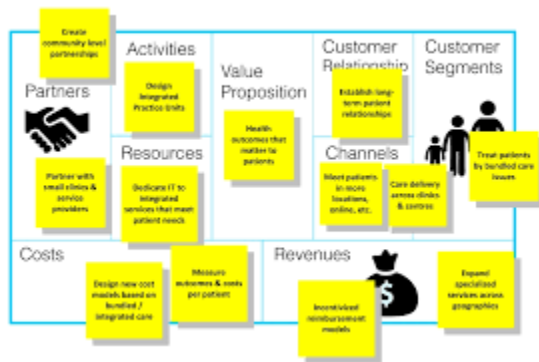 Create
community level
partnerships
Partners
Partner with
small clinics &
service
providers
Activities
Design
Integrated
Practice Units
Resources
Dedicate IT to
integrated
services that meet
patient needs
Value
Proposition
Health
outcomes that
matter to
patients
Customer
Relationship
Establish long-
term patient
relationships
Channels
Meet patients
in more
locations,
online, etc.
Care delivery
across clinics
& centres
Customer
Segments
Treat patients
by bundled care
issues
Costs
Design new cost
models based on
bundled /
integrated care
Measure
outcomes & costs
per patient
Revenues
$
Incentivized
reimbursement
models
Expand
specialized
services across
geographics